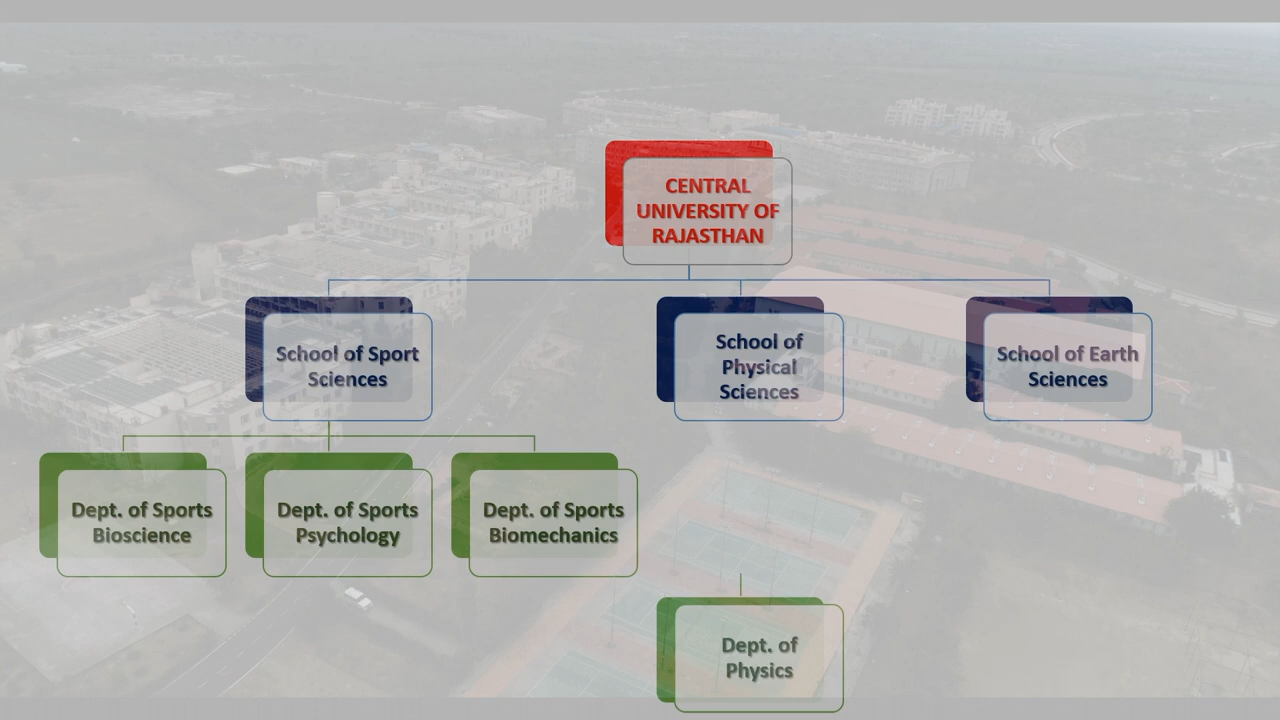 CENTRAL
UNIVERSITY OF
RAJASTHAN
School of Sport
Sciences
School of
Physical
Sciences
School of Earth
Sciences
Dept. of Sports
Bioscience
Dept. of Sports
Psychology
Dept. of Sports
Biomechanics
Dept. of
Physics